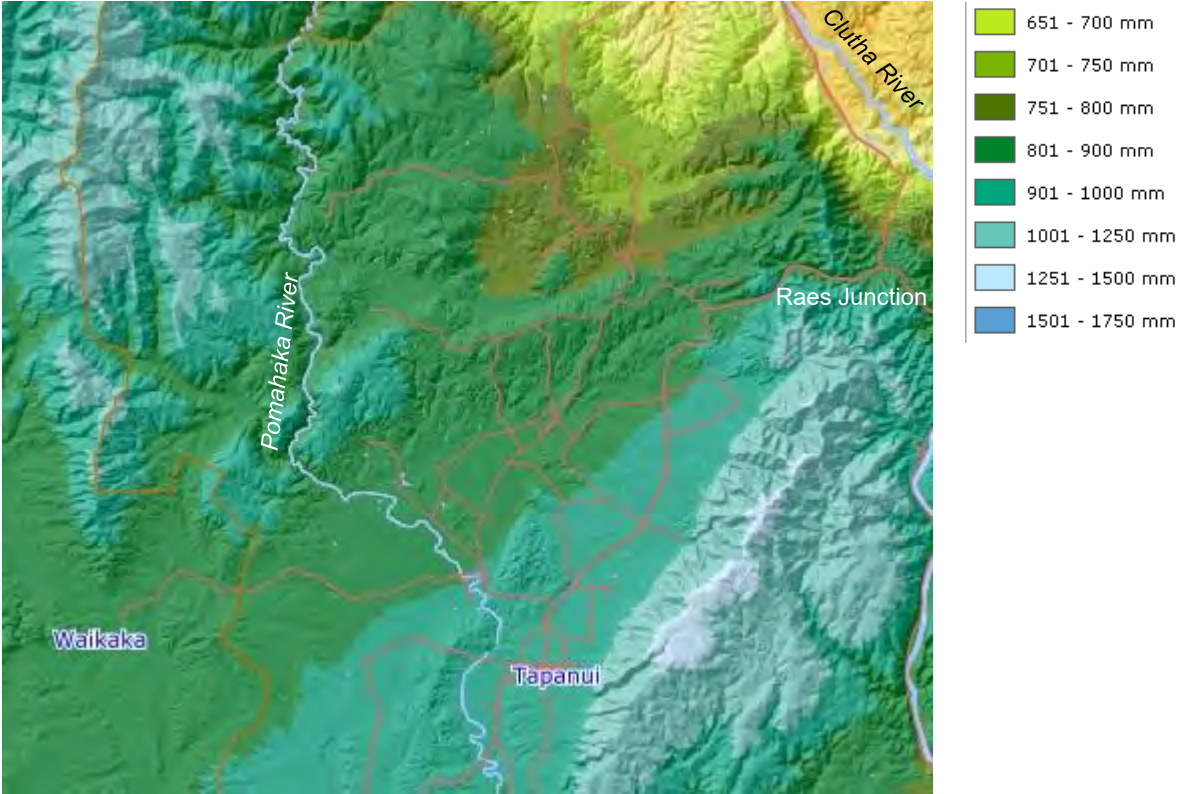 Clutha River
Pomahaka River
Raes Junction
Waikaka
Tapanui
651 - 700 mm
701 - 750 mm
751 - 800 mm
801 - 900 mm
901 - 1000 mm
1001 - 1250 mm
1251 - 1500 mm
1501 - 1750 mm